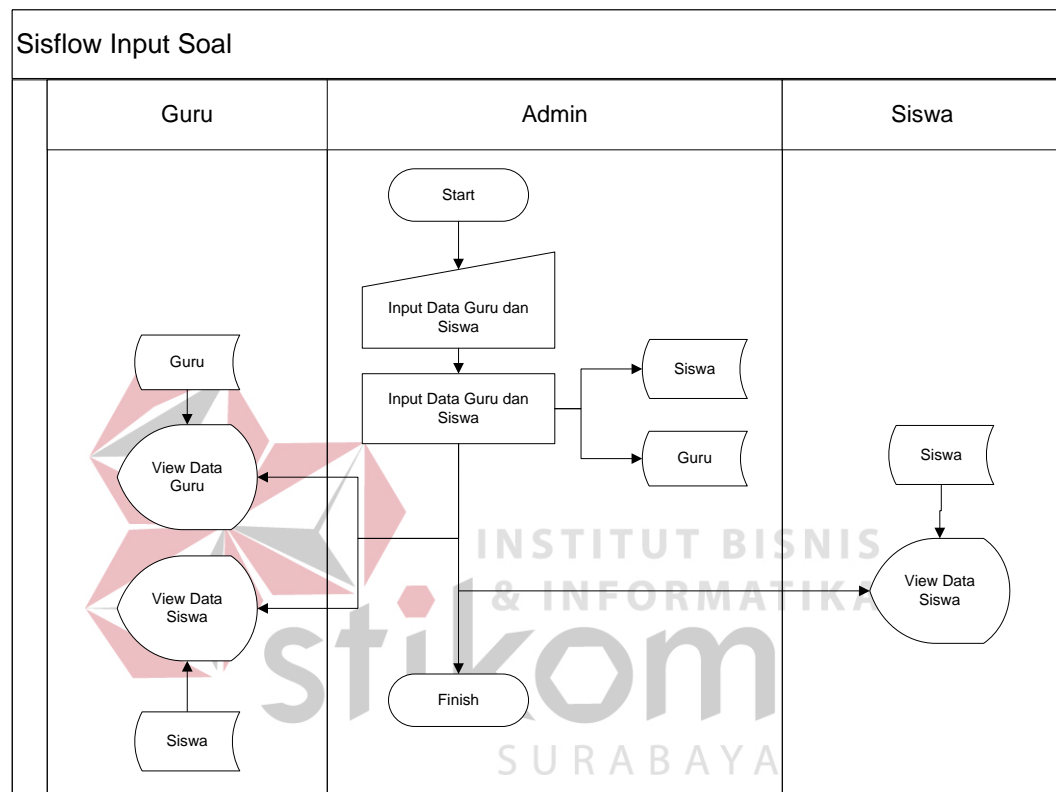 Sisflow Input Soal
Guru
Admin
Siswa
Start
Input Data Guru dan
Siswa
Guru
Input Data Guru dan
Siswa
Siswa
Guru
Siswa
View Data
Guru
View Data
Siswa
View Data
Siswa
Siswa
Finish
INSTITUT BISNIS
& INFORMATIKA
stikom
SURABAYA